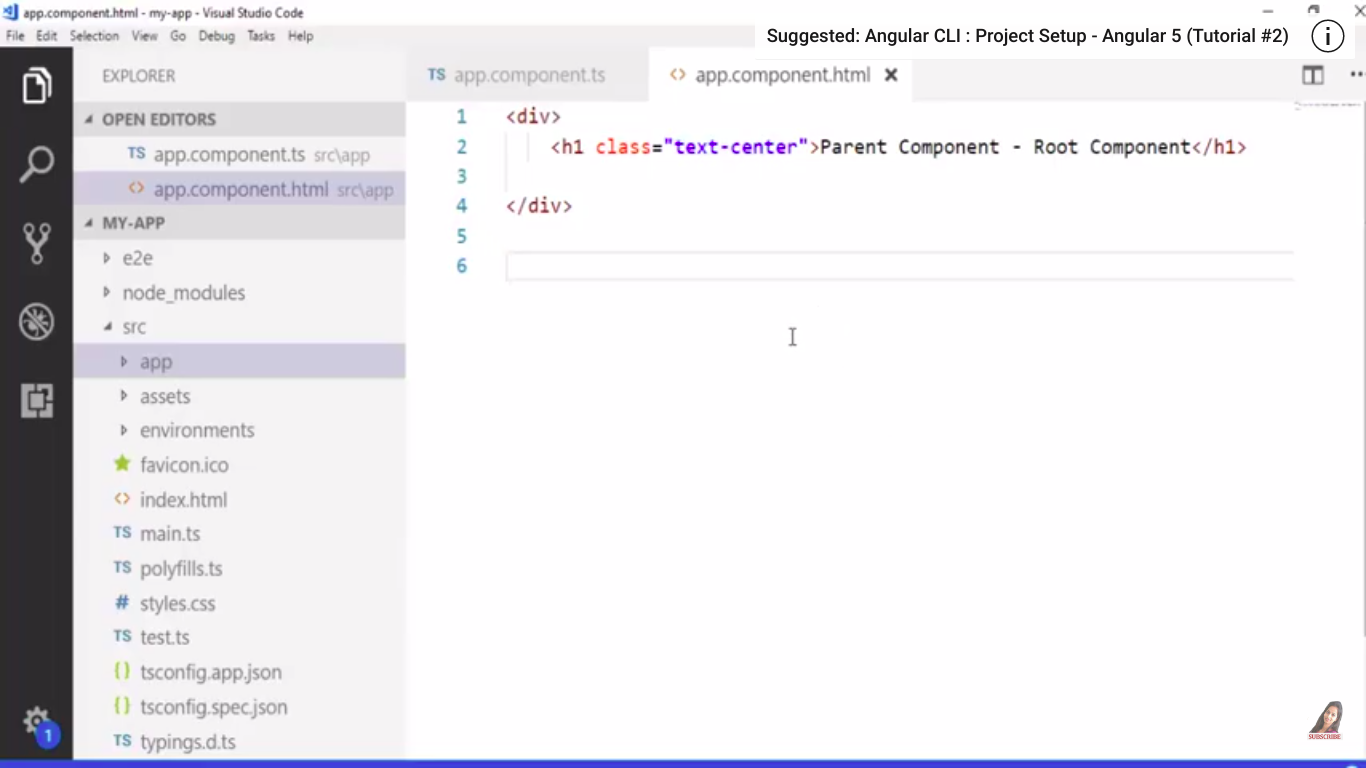 app.component.html - my-app - Visual Studio Code
File Edit Selection View Go Debug Tasks Help
Suggested: Angular CLI : Project Setup - Angular 5 (Tutorial #2)
EXPLORER
OPEN EDITORS
TS app.component.ts src\app
<> app.component.html src\app
MY-APP
e2e
node_modules
src
app
assets
environments
favicon.ico
<> index.html
TS main.ts
TS polyfills.ts
# styles.css
TS test.ts
{} tsconfig.app.json
{} tsconfig.spec.json
TS typings.d.ts
1
TS app.component.ts
<> app.component.html
1 <div>
2 <h1 class="text-center">Parent Component - Root Component</h1>
3
4 </div>
5
6
SUBSCRIBE